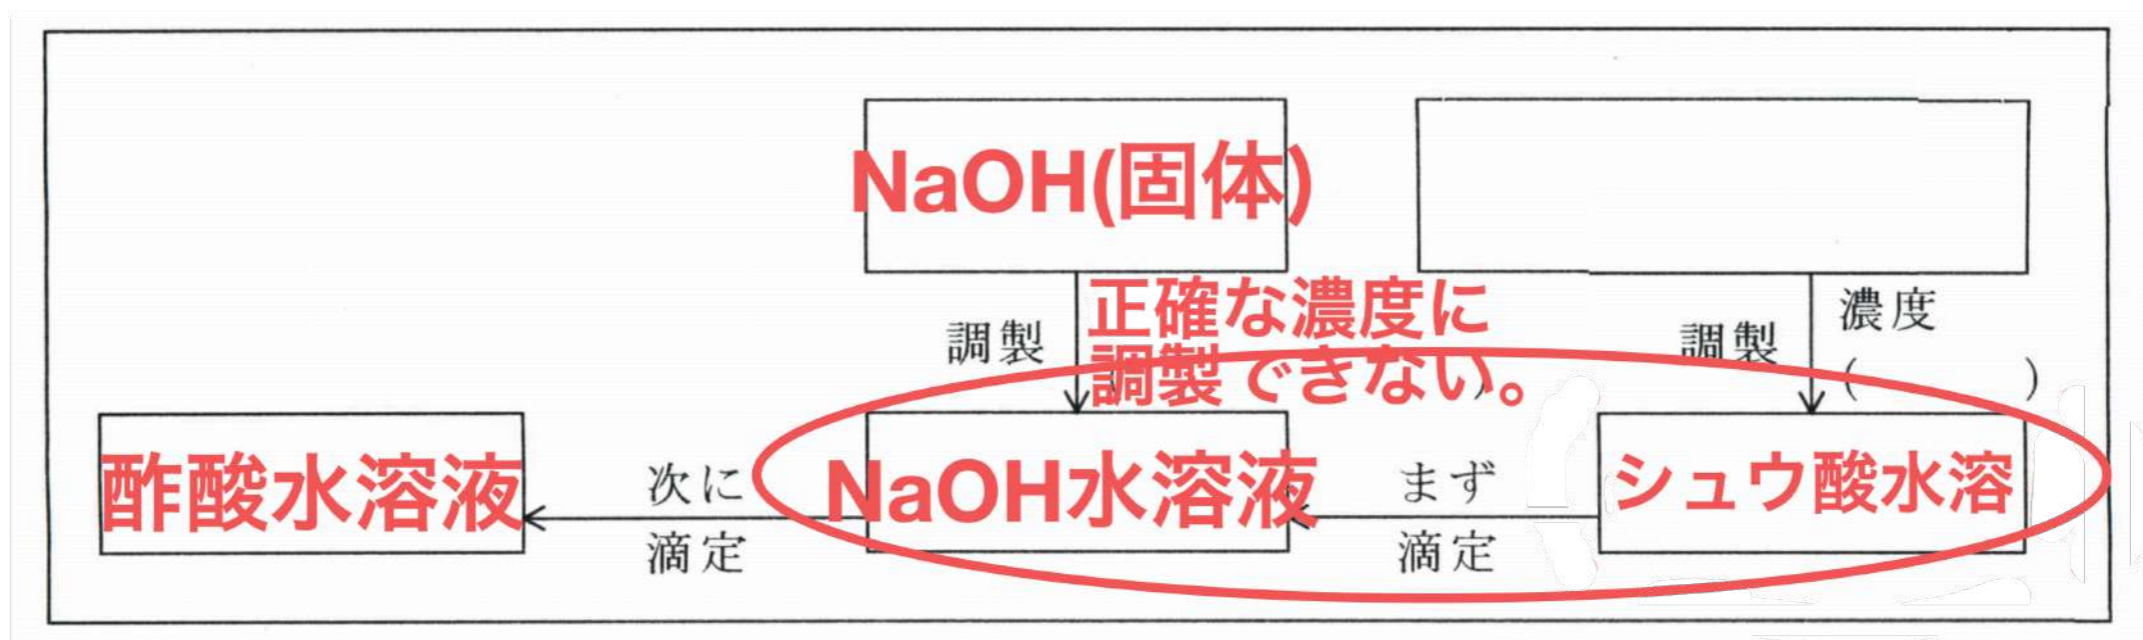 NaOH(固体)
正確な濃度に
調製できない。
調製
濃度
調製
(　　　)
酢酸水溶液
次に
滴定
NaOH水溶液
まず
滴定
シュウ酸水溶